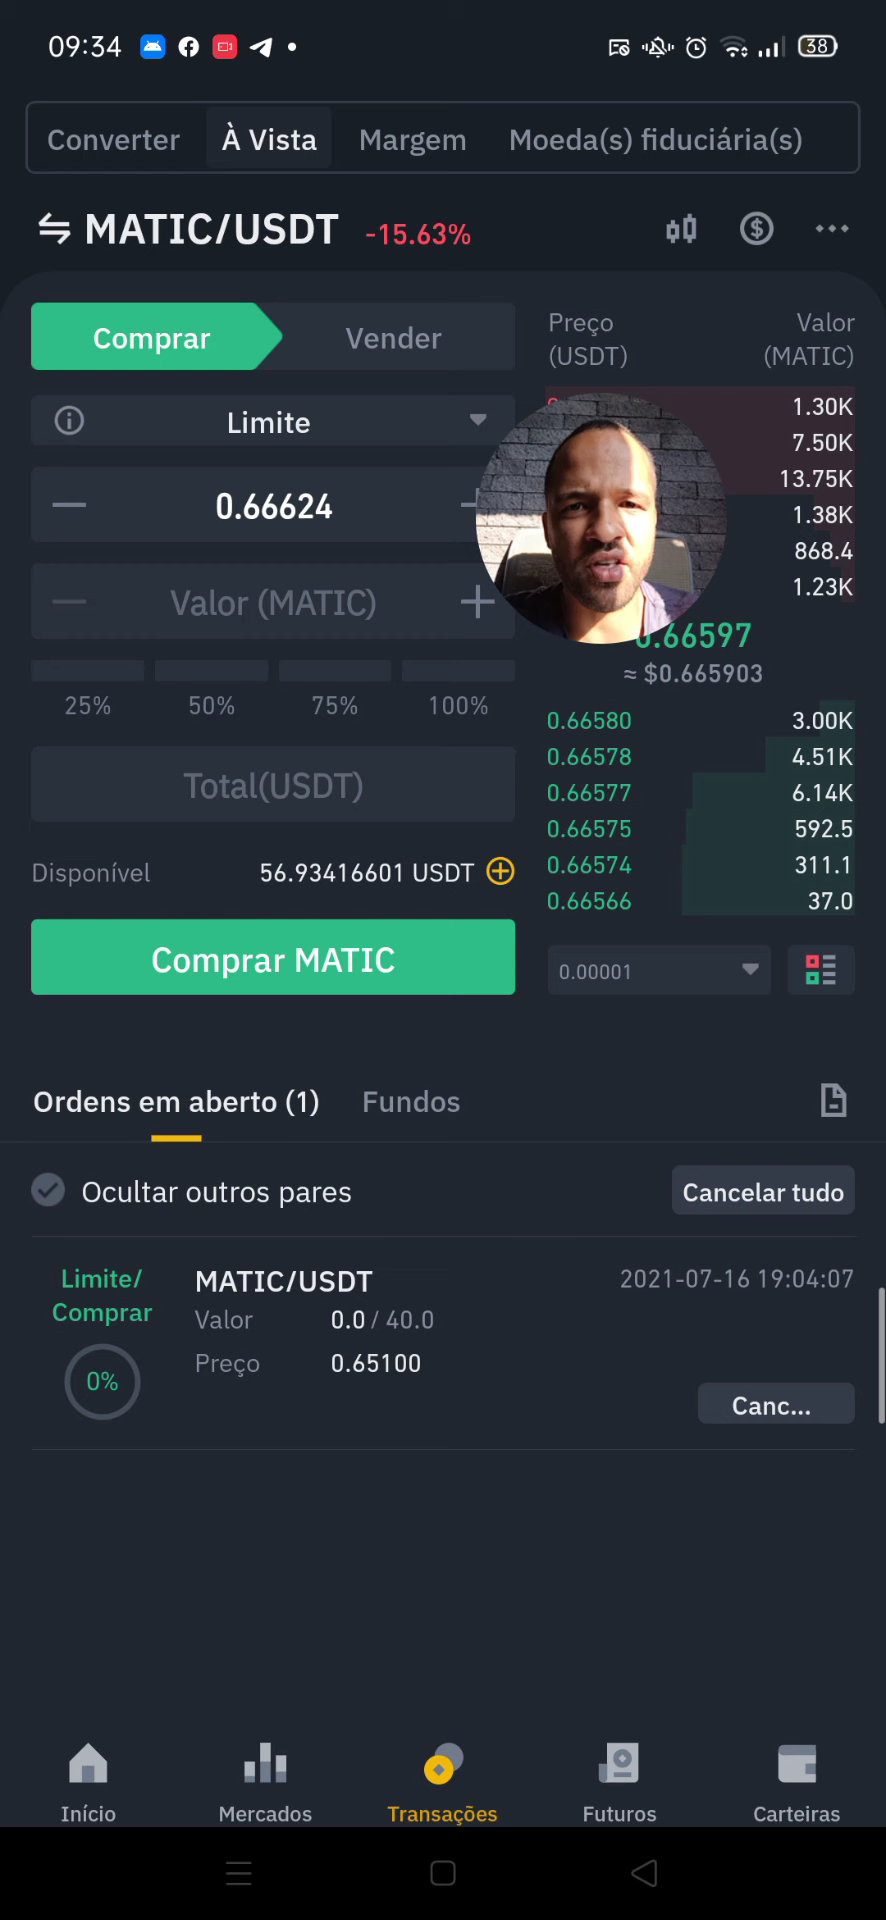 09:34
38
Converter À Vista Margem Moeda(s) fiduciária(s)
MATIC/USDT -15.63%
Comprar Vender
Preço (USDT) Valor (MATIC)
Limite
0.66624
Valor (MATIC)
25% 50% 75% 100%
Total(USDT)
Disponível 56.93416601 USDT
Comprar MATIC
1.30K
7.50K
13.75K
1.38K
868.4
1.23K
0.66597
≈ $0.665903
0.66580 3.00K
0.66578 4.51K
0.66577 6.14K
0.66575 592.5
0.66574 311.1
0.66566 37.0
0.00001
Ordens em aberto (1) Fundos
Ocultar outros pares Cancelar tudo
Limite/
Comprar
0%
MATIC/USDT 2021-07-16 19:04:07
Valor 0.0 / 40.0
Preço 0.65100
Canc...
Início Mercados Transações Futuros Carteiras